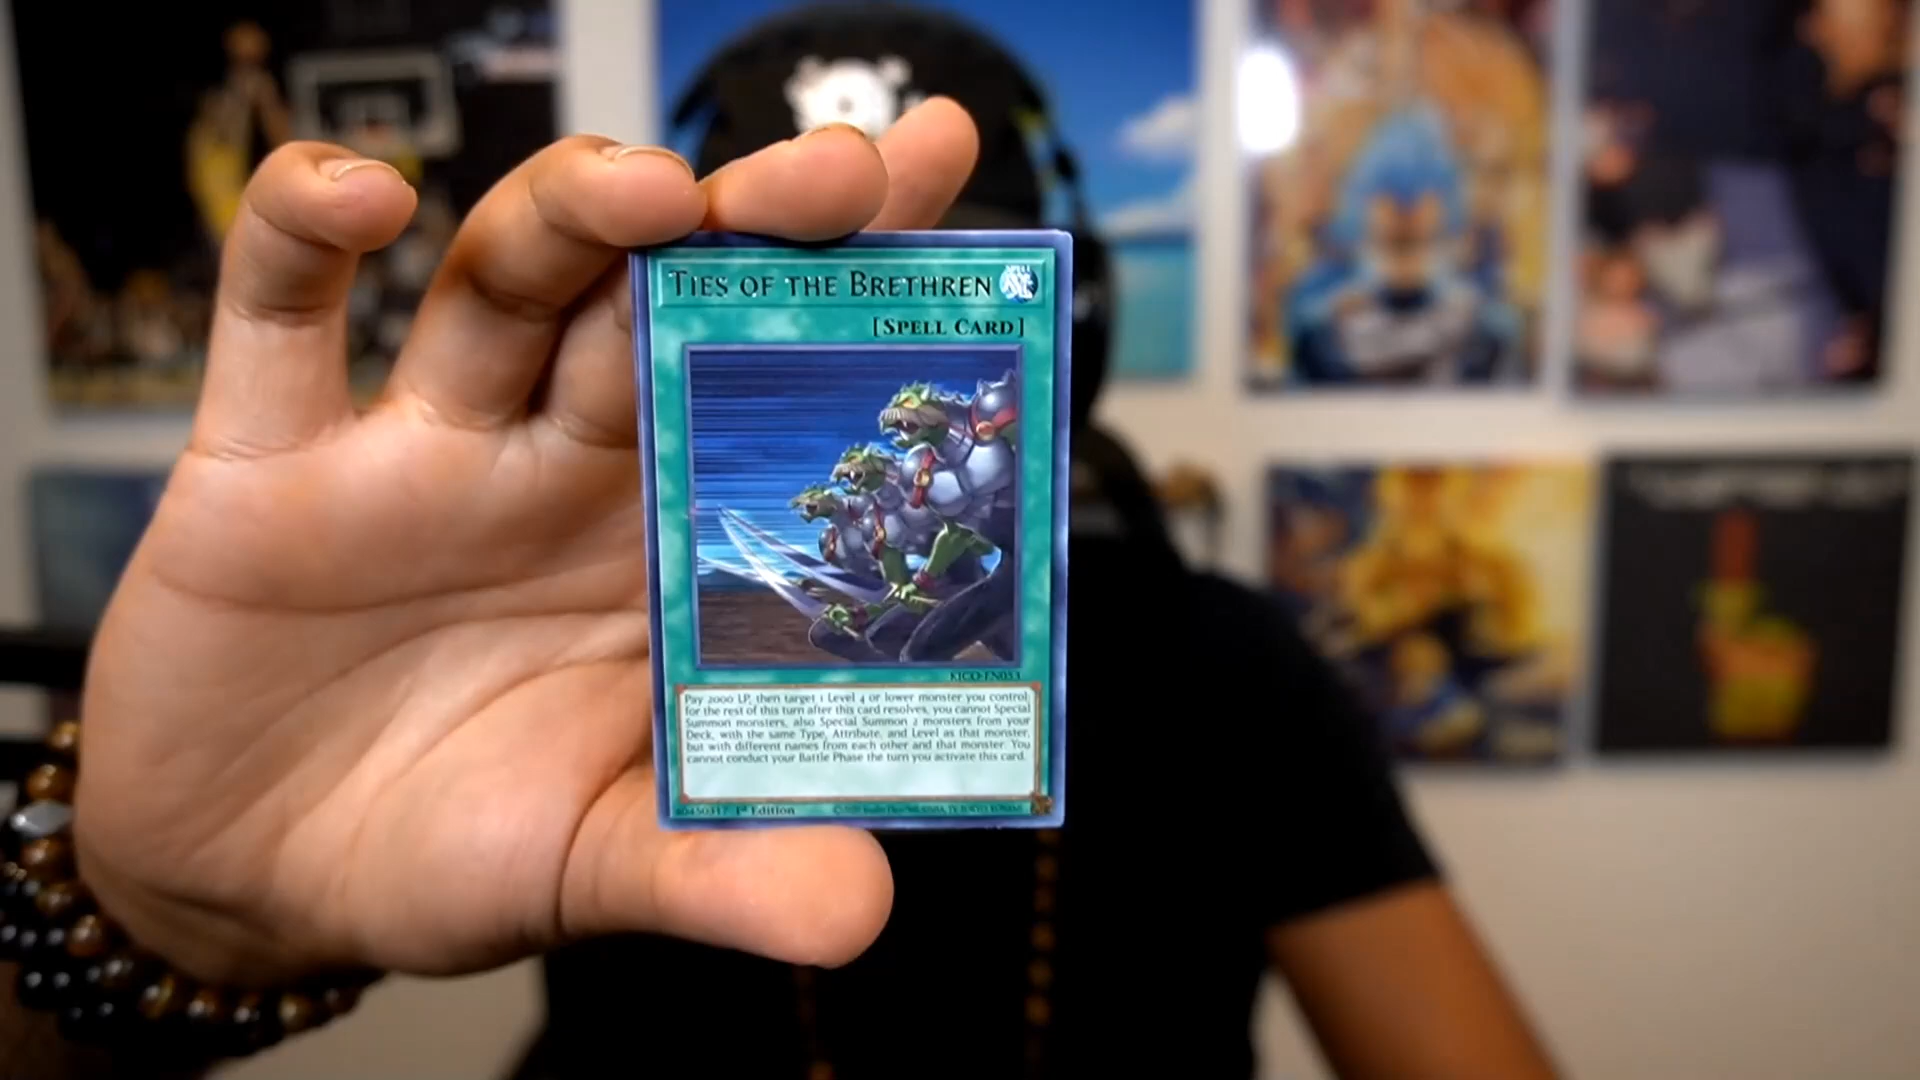 TIES OF THE BRETHREN
[SPELL CARD]
KICO-EN053
Pay 2000 LP, then target 1 Level 4 or lower monster you control;
for the rest of this turn after this card resolves, you cannot Special
Summon monsters, also Special Summon 2 monsters from your
Deck, with the same Type, Attribute, and Level as that monster,
but with different names from each other and that monster. You
cannot conduct your Battle Phase the turn you activate this card.
1st Edition